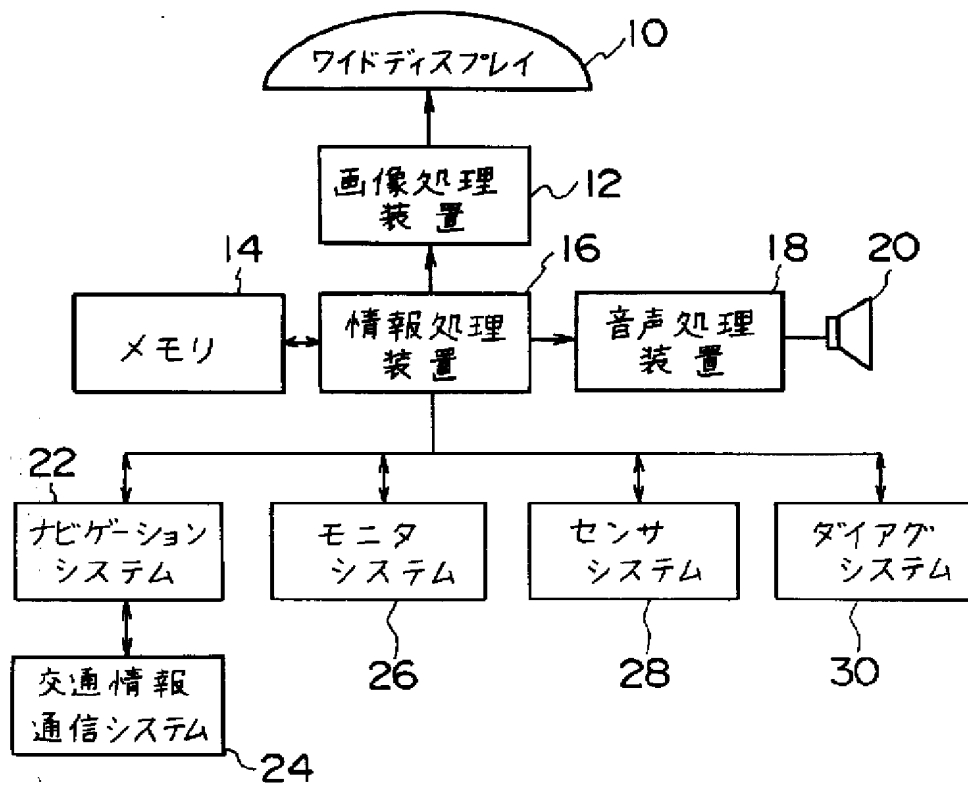 ワイドディスプレイ
10
画像処理
装置
12
14
16
18
20
メモリ
情報処理
装置
音声処理
装置
22
ナビゲーション
システム
モニタ
システム
センサ
システム
ダイアグ
システム
26
28
30
交通情報
通信システム
24